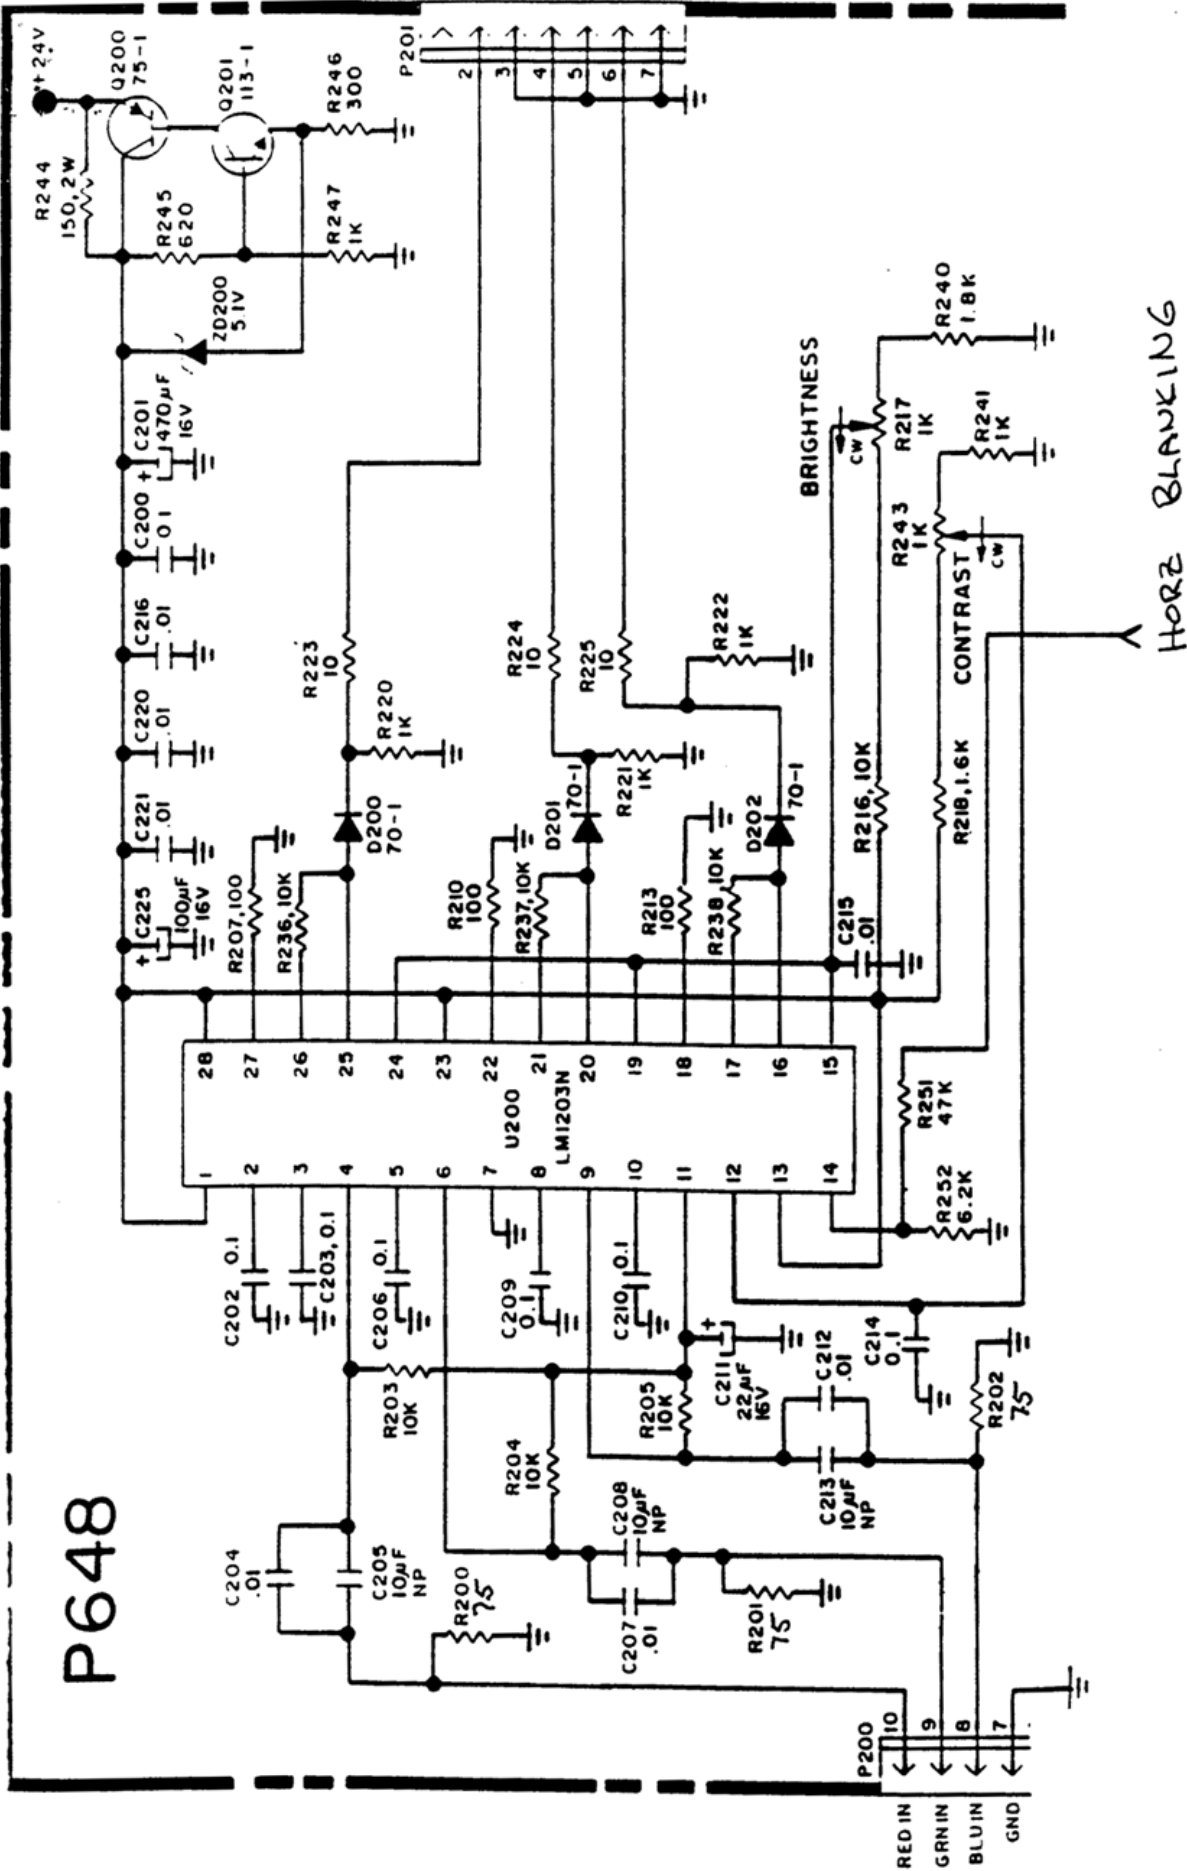 P648
+24V
Q200
75-1
Q201
113-1
R246
300
R244
150,2W
R245
620
R247
1K
ZD200
5.1V
C201
470µF
16V
+
C200
.01
C216
.01
C220
.01
C221
.01
C225
100µF
16V
+
P201
2
3
4
5
6
7
R223
10
R220
1K
D200
70-1
R207,100
R236,10K
R224
10
R225
10
R222
1K
R221
1K
D201
70-1
R210
100
R237,10K
D202
70-1
R213
100
R238,10K
C215
.01
BRIGHTNESS
CW
R217
1K
R240
1.8K
R241
1K
R243
1K
CONTRAST
CW
R216,10K
R218,1.6K
HORZ BLANKING
28
27
26
25
24
23
22
21
20
19
18
17
16
15
U200
LM1203N
1
2
3
4
5
6
7
8
9
10
11
12
13
14
R251
47K
R252
6.2K
C202
0.1
C203,0.1
C206
0.1
C209
0.1
C210
0.1
C211
22µF
16V
+
C212
.01
C214
0.1
R202
75
R203
10K
R204
10K
R205
10K
C213
10µF
NP
C208
10µF
NP
C207
.01
R201
75
C204
.01
C205
10µF
NP
R200
75
P200
10
9
8
7
RED IN
GRN IN
BLU IN
GND